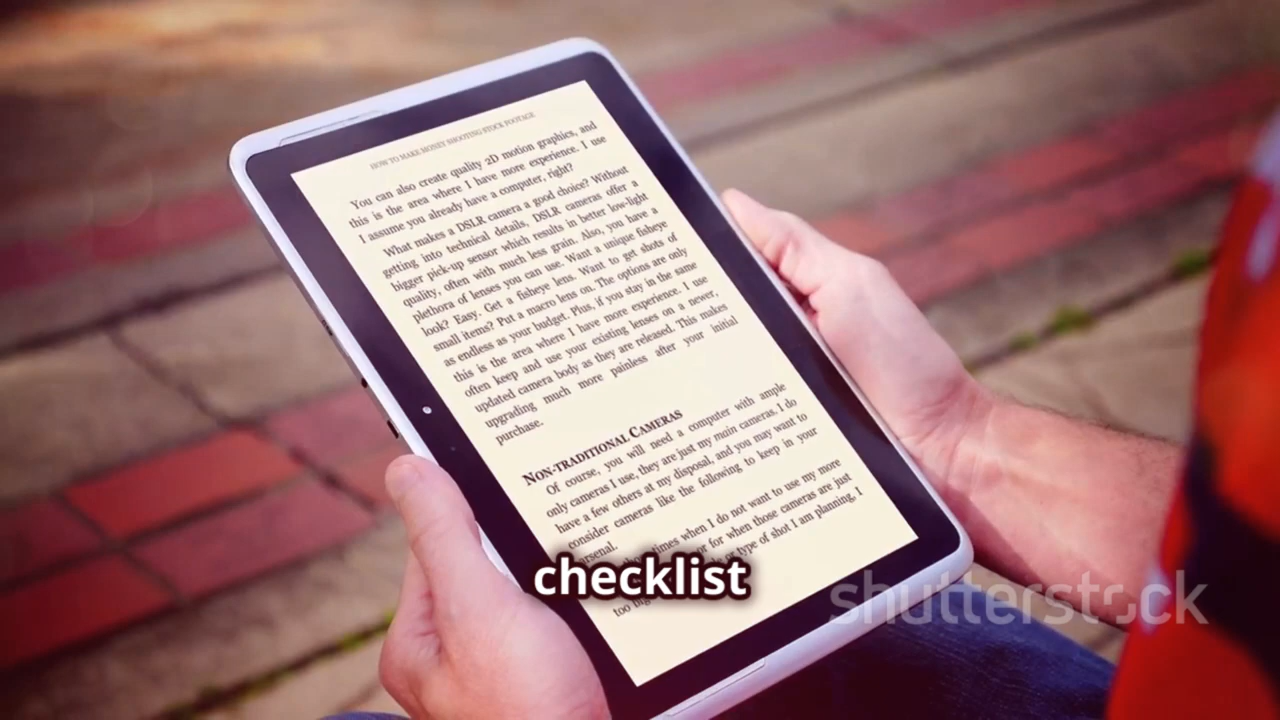 HOW TO MAKE MONEY SHOOTING STOCK FOOTAGE
You can also create quality 2D motion graphics, and
this is the area where I have more experience. I use
I assume you already have a computer, right?
What makes a DSLR camera a good choice? Without
getting into technical details, DSLR cameras offer a
bigger pick-up sensor which results in better low-light
quality, often with much less grain. Also, you have a
plethora of lenses you can use. Want a unique fisheye
look? Easy. Get a fisheye lens. Want to get shots of
small items? Put a macro lens on. The options are only
as endless as your budget. Plus, if you stay in the same
this is the area where I have more experience. I use
often keep and use your existing lenses on a newer,
updated camera body as they are released. This makes
upgrading much more painless after your initial
purchase.
NON-TRADITIONAL CAMERAS
Of course, you will need a computer with ample
only cameras I use, they are just my main cameras. I do
have a few others at my disposal, and you may want to
consider cameras like the following to keep in your
arsenal.
times when I do not want to use my more
or for when those cameras are just
or type of shot I am planning. I
too
checklist
shutterstock